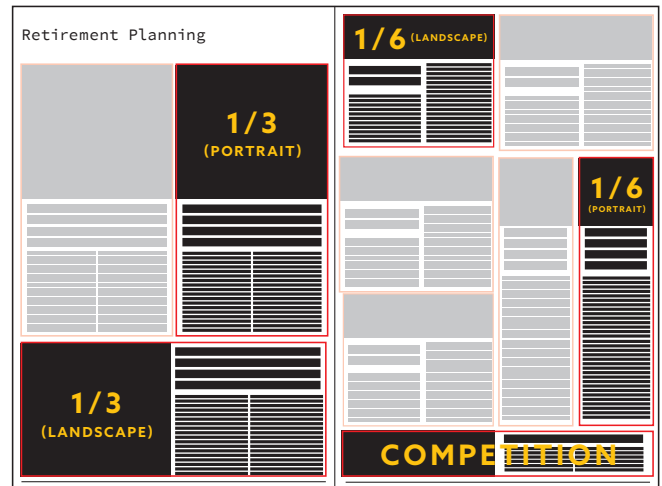 Retirement Planning
1/3
(PORTRAIT)
1/3
(LANDSCAPE)
1/6 (LANDSCAPE)
1/6
(PORTRAIT)
COMPETITION